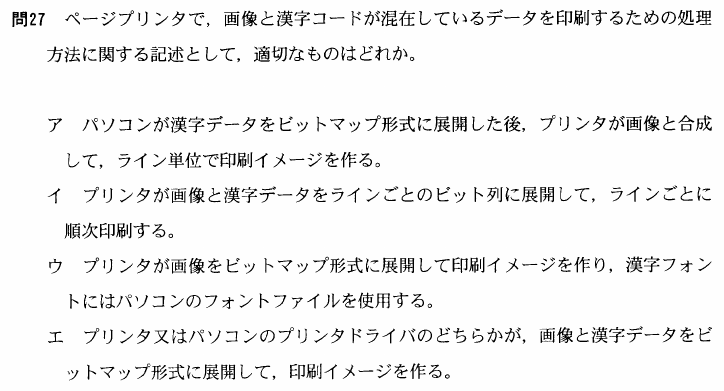 問27　ページプリンタで，画像と漢字コードが混在しているデータを印刷するための処理
方法に関する記述として，適切なものはどれか。
ア　パソコンが漢字データをビットマップ形式に展開した後，プリンタが画像と合成
して，ライン単位で印刷イメージを作る。
イ　プリンタが画像と漢字データをラインごとのビット列に展開して，ラインごとに
順次印刷する。
ウ　プリンタが画像をビットマップ形式に展開して印刷イメージを作り，漢字フォン
トにはパソコンのフォントファイルを使用する。
エ　プリンタ又はパソコンのプリンタドライバのどちらかが，画像と漢字データをビ
ットマップ形式に展開して，印刷イメージを作る。